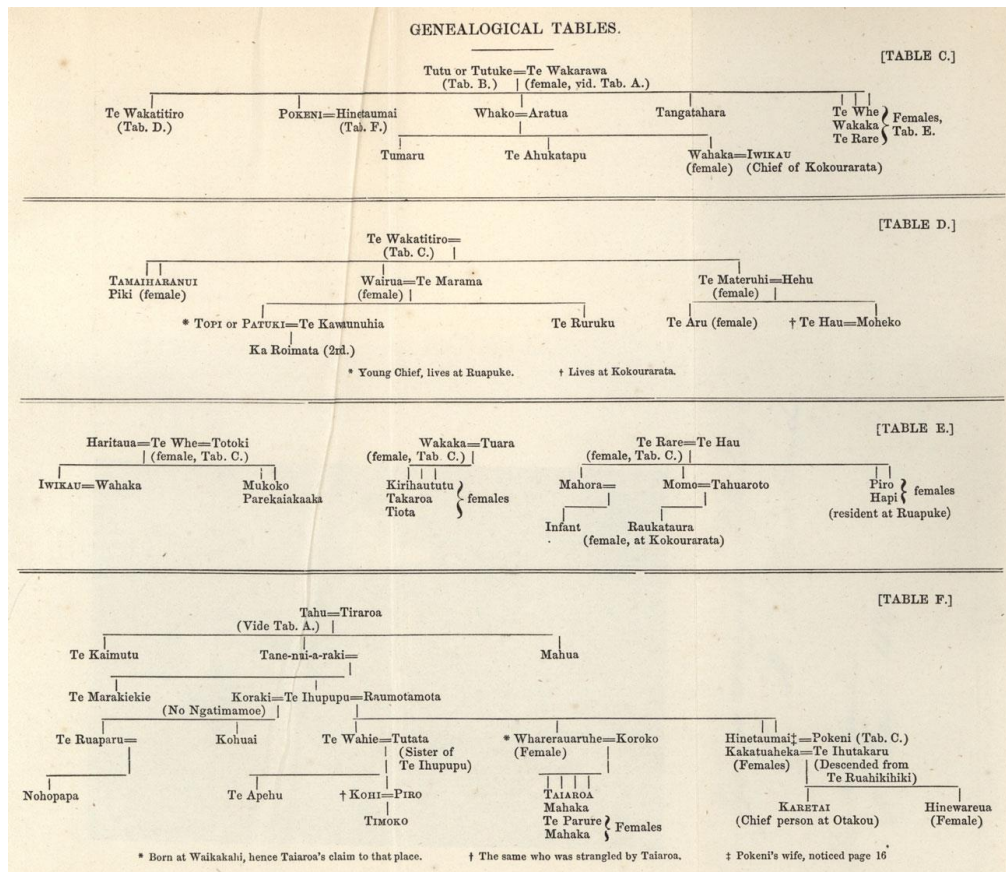 GENEALOGICAL TABLES.
[TABLE C.]
Tutu or Tutuke=Te Wakarawa
(Tab. B.) (female, vid. Tab. A.)
Te Wakatitiro POKENI=Hinetaumai Whako=Aratua Tangatahara Te Whe
(Tab. D.) (Tab. F.) Wakaka Females,
Te Rare Tab. E.
Tumaru Te Ahukatapu Wahaka=IWIKAU
(female) (Chief of Kokourarata)
[TABLE D.]
Te Wakatitiro=
(Tab. C.)
TAMAIHARANUI Wairua=Te Marama Te Materuhi=Hehu
Piki (female) (female) (female)
* TOPI or PATUKI=Te Kawaunuhia Te Ruruku Te Aru (female) † Te Hau=Moheko
Ka Roimata (2rd.)
* Young Chief, lives at Ruapuke. † Lives at Kokourarata.
[TABLE E.]
Haritaua=Te Whe=Totoki Wakaka=Tuara Te Rare=Te Hau
(female, Tab. C.) (female, Tab. C.) (female, Tab. C.)
IWIKAU=Wahaka Mukoko Kirihaututu Mahora= Momo=Tahuaroto Piro
Parekaiakaaka Takaroa females Hapi females
Tiota (resident at Ruapuke)
Infant Raukataura
(female, at Kokourarata)
[TABLE F.]
Tahu=Tiraroa
(Vide Tab. A.)
Te Kaimutu Tane-nui-a-raki= Mahua
Te Marakiekie Koraki=Te Ihupupu=Raumotamota
(No Ngatimamoe)
Te Ruaparu= Kohuai Te Wahie=Tutata * Wharerauaruhe=Koroko Hinetaumai‡=Pokeni (Tab. C.)
(Sister of (Female) Kakatuaheka=Te Ihutakaru
Te Ihupupu) (Females) (Descended from
Te Ruahikihiki)
Nohopapa Te Apehu † KOHI=PIRO TAIAROA KARETAI Hinewareua
Mahaka (Chief person at Otakou) (Female)
TIMOKO Te Parure Females
Mahaka
* Born at Waikakahi, hence Taiaroa's claim to that place. † The same who was strangled by Taiaroa. ‡ Pokeni's wife, noticed page 16